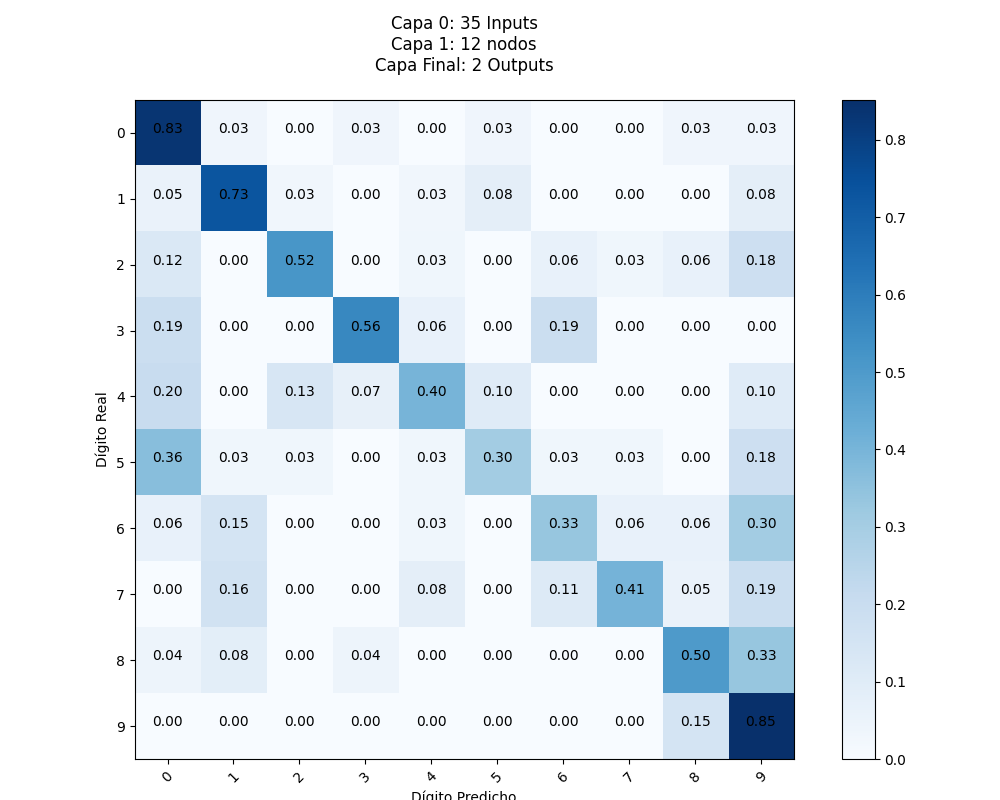 Capa 0: 35 Inputs
Capa 1: 12 nodos
Capa Final: 2 Outputs
0 0.83 0.03 0.00 0.03 0.00 0.03 0.00 0.00 0.03 0.03
1 0.05 0.73 0.03 0.00 0.03 0.08 0.00 0.00 0.00 0.08
2 0.12 0.00 0.52 0.00 0.03 0.00 0.06 0.03 0.06 0.18
3 0.19 0.00 0.00 0.56 0.06 0.00 0.19 0.00 0.00 0.00
4 0.20 0.00 0.13 0.07 0.40 0.10 0.00 0.00 0.00 0.10
5 0.36 0.03 0.03 0.00 0.03 0.30 0.03 0.03 0.00 0.18
6 0.06 0.15 0.00 0.00 0.03 0.00 0.33 0.06 0.06 0.30
7 0.00 0.16 0.00 0.00 0.08 0.00 0.11 0.41 0.05 0.19
8 0.04 0.08 0.00 0.04 0.00 0.00 0.00 0.00 0.50 0.33
9 0.00 0.00 0.00 0.00 0.00 0.00 0.00 0.00 0.15 0.85
0 1 2 3 4 5 6 7 8 9
Dígito Real
Dígito Predicho
0.8
0.7
0.6
0.5
0.4
0.3
0.2
0.1
0.0